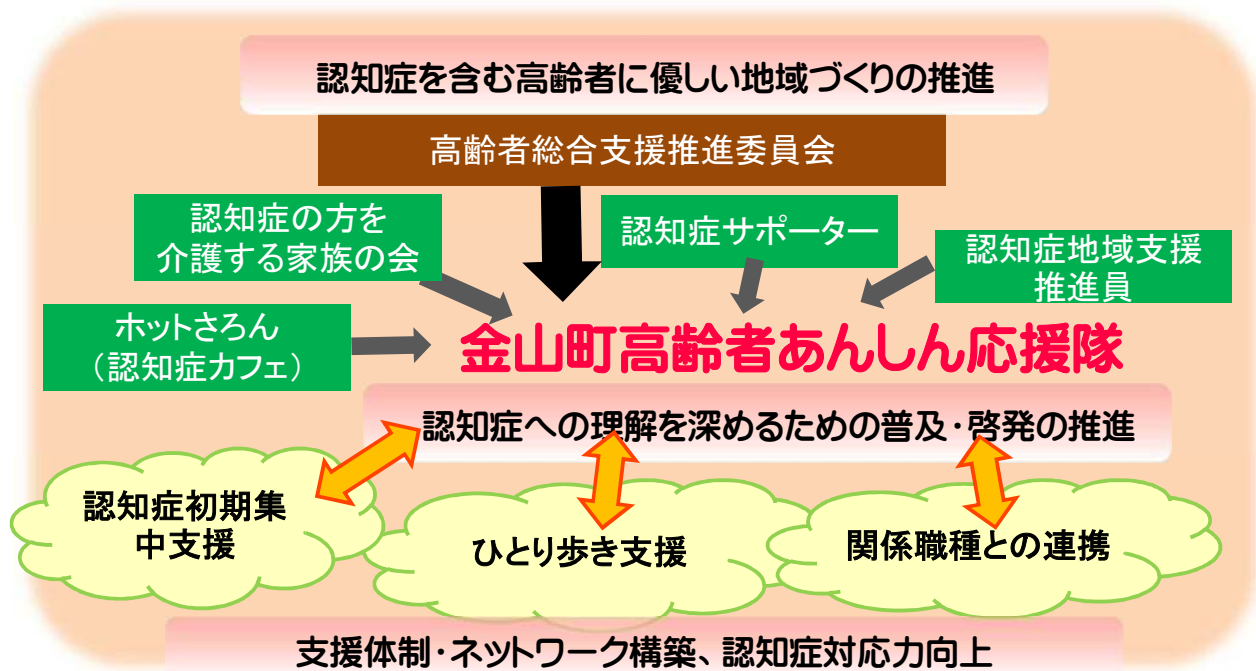 認知症を含む高齢者に優しい地域づくりの推進
高齢者総合支援推進委員会
認知症の方を
介護する家族の会
認知症サポーター
認知症地域支援
推進員
ホットさろん
（認知症カフェ）
金山町高齢者あんしん応援隊
認知症への理解を深めるための普及・啓発の推進
認知症初期集
中支援
ひとり歩き支援
関係職種との連携
支援体制・ネットワーク構築、認知症対応力向上